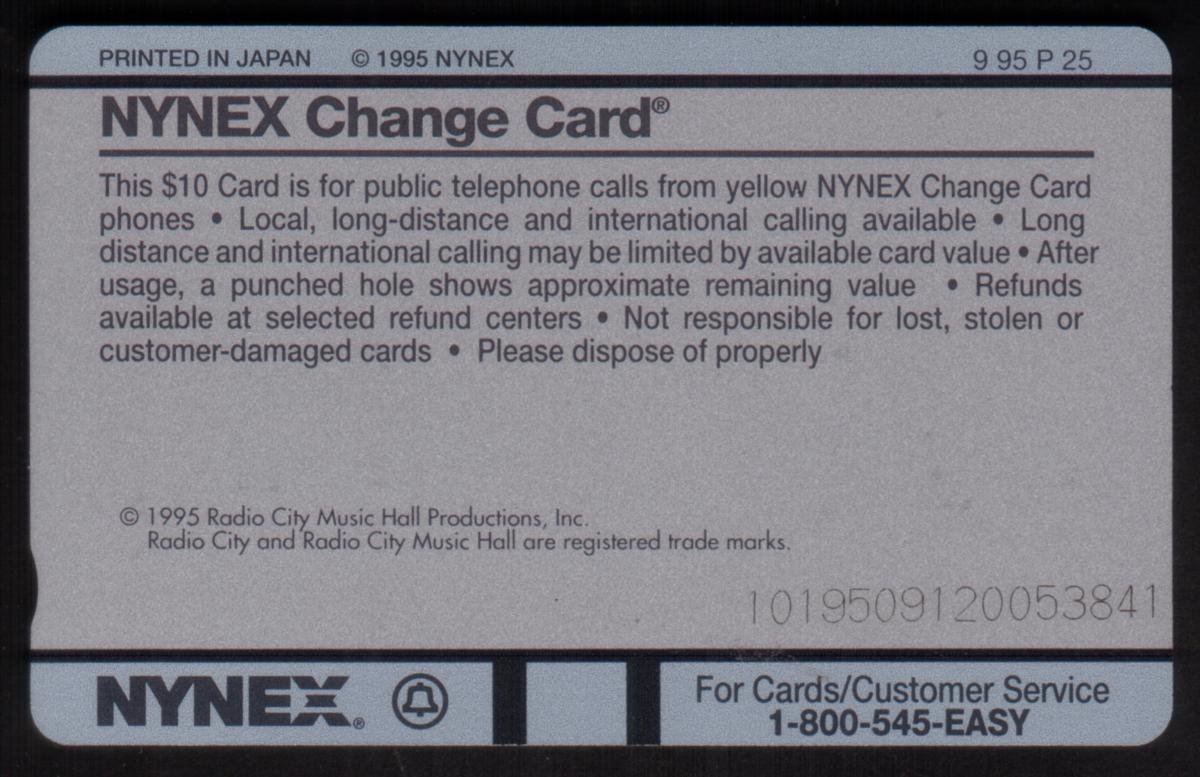 PRINTED IN JAPAN © 1995 NYNEX 9 95 P 25
NYNEX Change Card®
This $10 Card is for public telephone calls from yellow NYNEX Change Card
phones • Local, long-distance and international calling available • Long
distance and international calling may be limited by available card value • After
usage, a punched hole shows approximate remaining value • Refunds
available at selected refund centers • Not responsible for lost, stolen or
customer-damaged cards • Please dispose of properly
© 1995 Radio City Music Hall Productions, Inc.
Radio City and Radio City Music Hall are registered trade marks.
1019509120053841
NYNEX® For Cards/Customer Service
1-800-545-EASY